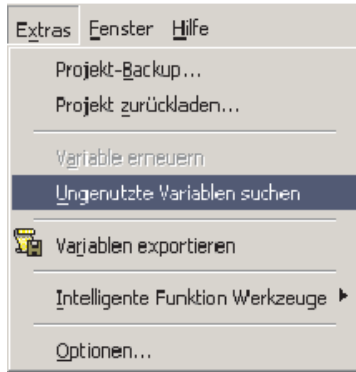 Extras Fenster Hilfe
Projekt-Backup...
Projekt zurückladen...
Variable erneuern
Ungenutzte Variablen suchen
Variablen exportieren
Intelligente Funktion Werkzeuge
Optionen...